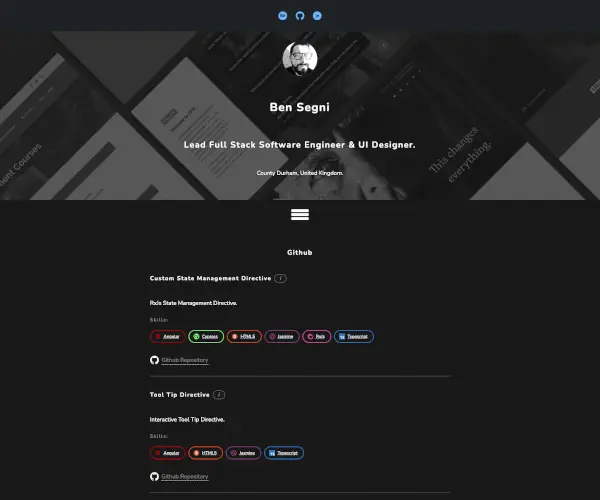 Be
in
This changes
everything.
Ben Segni
Lead Full Stack Software Engineer & UI Designer.
County Durham, United Kingdom.
Github
Custom State Management Directive i
RxJs State Management Directive.
Skills:
Angular Cypress HTML5 Jasmine RxJs Typescript
Github Repository
Tool Tip Directive i
Interactive Tool Tip Directive.
Skills:
Angular HTML5 Jasmine Typescript
Github Repository